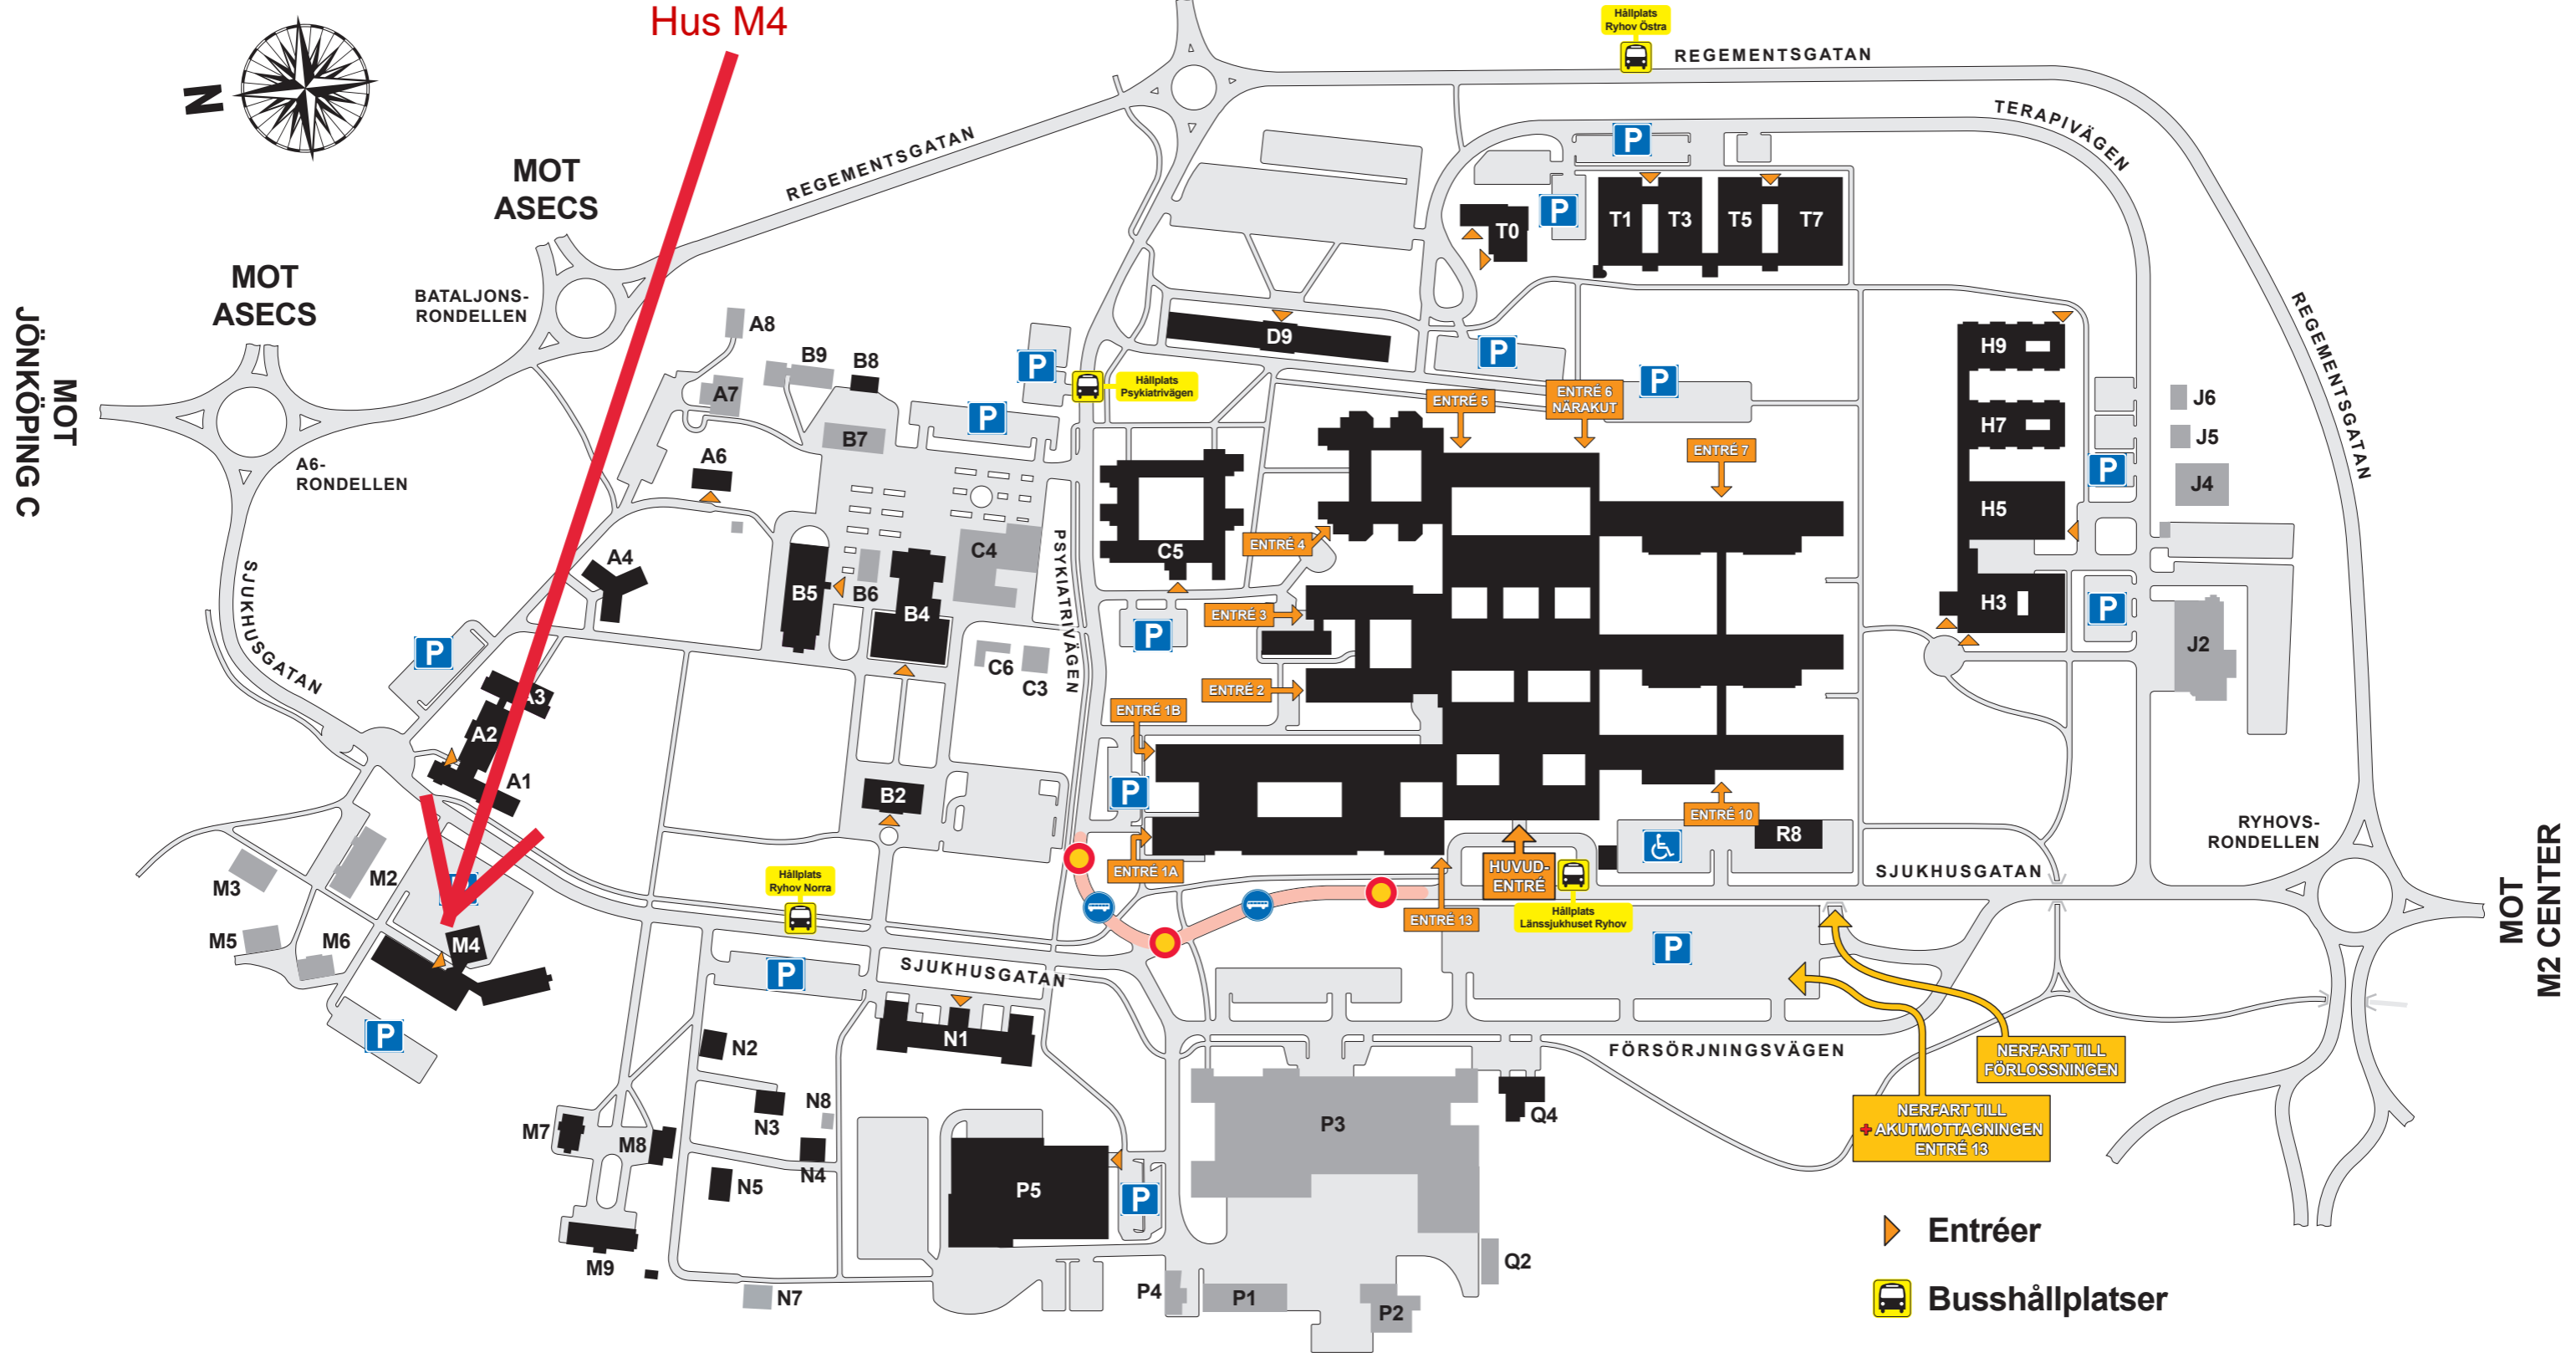 Hus M4
Hållplats
Ryhov Östra
REGEMENTSGATAN
N
TERAPIVÄGEN
REGEMENTSGATAN
MOT
ASECS
MOT
ASECS
BATALJONS-
RONDELLEN
MOT
JÖNKÖPING C
A6-
RONDELLEN
P
P
T0
T1
T3
T5
T7
D9
P
P
P
P
Hållplats
Psykiatrivägen
A8
B9
B8
A7
B7
A6
REGEMENTSGATAN
H9
H7
H5
H3
J6
J5
J4
J2
P
P
ENTRÉ 5
ENTRÉ 6
NÄRAKUT
ENTRÉ 7
ENTRÉ 4
ENTRÉ 3
ENTRÉ 2
ENTRÉ 1B
ENTRÉ 1A
ENTRÉ 10
ENTRÉ 13
HUVUD-
ENTRÉ
C5
C4
PSYKIATRIVÄGEN
A4
B5
B6
B4
C6
C3
P
SJUKHUSGATAN
P
A3
A2
A1
B2
P
R8
SJUKHUSGATAN
RYHOVS-
RONDELLEN
MOT
M2 CENTER
Hållplats
Länssjukhuset Ryhov
Hållplats
Ryhov Norra
M3
M2
M5
M6
M4
P
P
SJUKHUSGATAN
P
N1
N2
N3
N8
N4
N5
M7
M8
M9
N7
P5
P
P3
P4
P1
P2
Q4
Q2
FÖRSÖRJNINGSVÄGEN
NERFART TILL
FÖRLOSSNINGEN
NERFART TILL
AKUTMOTTAGNINGEN
ENTRÉ 13
Entréer
Busshållplatser